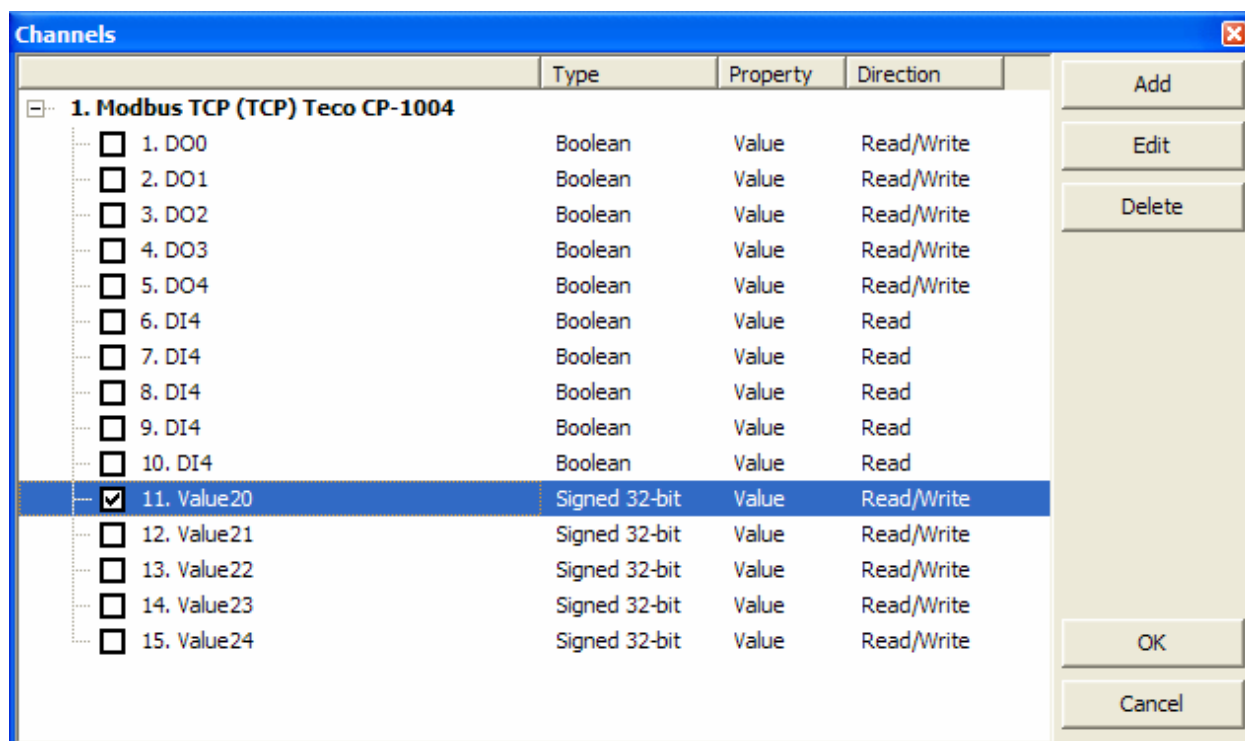 Channels
Type Property Direction
1. Modbus TCP (TCP) Teco CP-1004
1. DO0 Boolean Value Read/Write
2. DO1 Boolean Value Read/Write
3. DO2 Boolean Value Read/Write
4. DO3 Boolean Value Read/Write
5. DO4 Boolean Value Read/Write
6. DI4 Boolean Value Read
7. DI4 Boolean Value Read
8. DI4 Boolean Value Read
9. DI4 Boolean Value Read
10. DI4 Boolean Value Read
11. Value20 Signed 32-bit Value Read/Write
12. Value21 Signed 32-bit Value Read/Write
13. Value22 Signed 32-bit Value Read/Write
14. Value23 Signed 32-bit Value Read/Write
15. Value24 Signed 32-bit Value Read/Write
Add
Edit
Delete
OK
Cancel